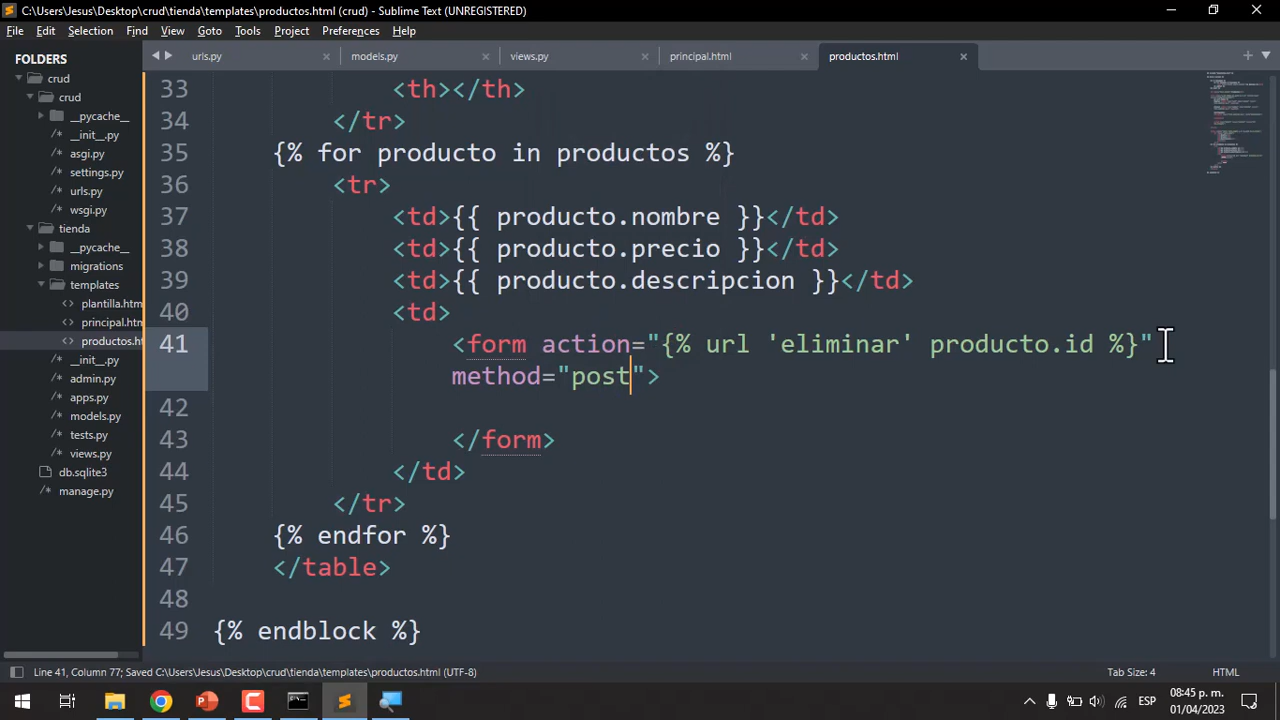 C:\Users\Jesus\Desktop\crud\tienda\templates\productos.html (crud) - Sublime Text (UNREGISTERED)
File Edit Selection Find View Goto Tools Project Preferences Help
FOLDERS
crud
crud
__pycache__
__init__.py
asgi.py
settings.py
urls.py
wsgi.py
tienda
__pycache__
migrations
templates
plantilla.htm
principal.htm
productos.ht
__init__.py
admin.py
apps.py
models.py
tests.py
views.py
db.sqlite3
manage.py
urls.py models.py views.py principal.html productos.html
33 <th></th>
34 </tr>
35 {% for producto in productos %}
36 <tr>
37 <td>{{ producto.nombre }}</td>
38 <td>{{ producto.precio }}</td>
39 <td>{{ producto.descripcion }}</td>
40 <td>
41 <form action="{% url 'eliminar' producto.id %}"
method="post">
42
43 </form>
44 </td>
45 </tr>
46 {% endfor %}
47 </table>
48
49 {% endblock %}
Line 41, Column 77; Saved C:\Users\Jesus\Desktop\crud\tienda\templates\productos.html (UTF-8) Tab Size: 4 HTML
ESP 08:45 p. m.
01/04/2023